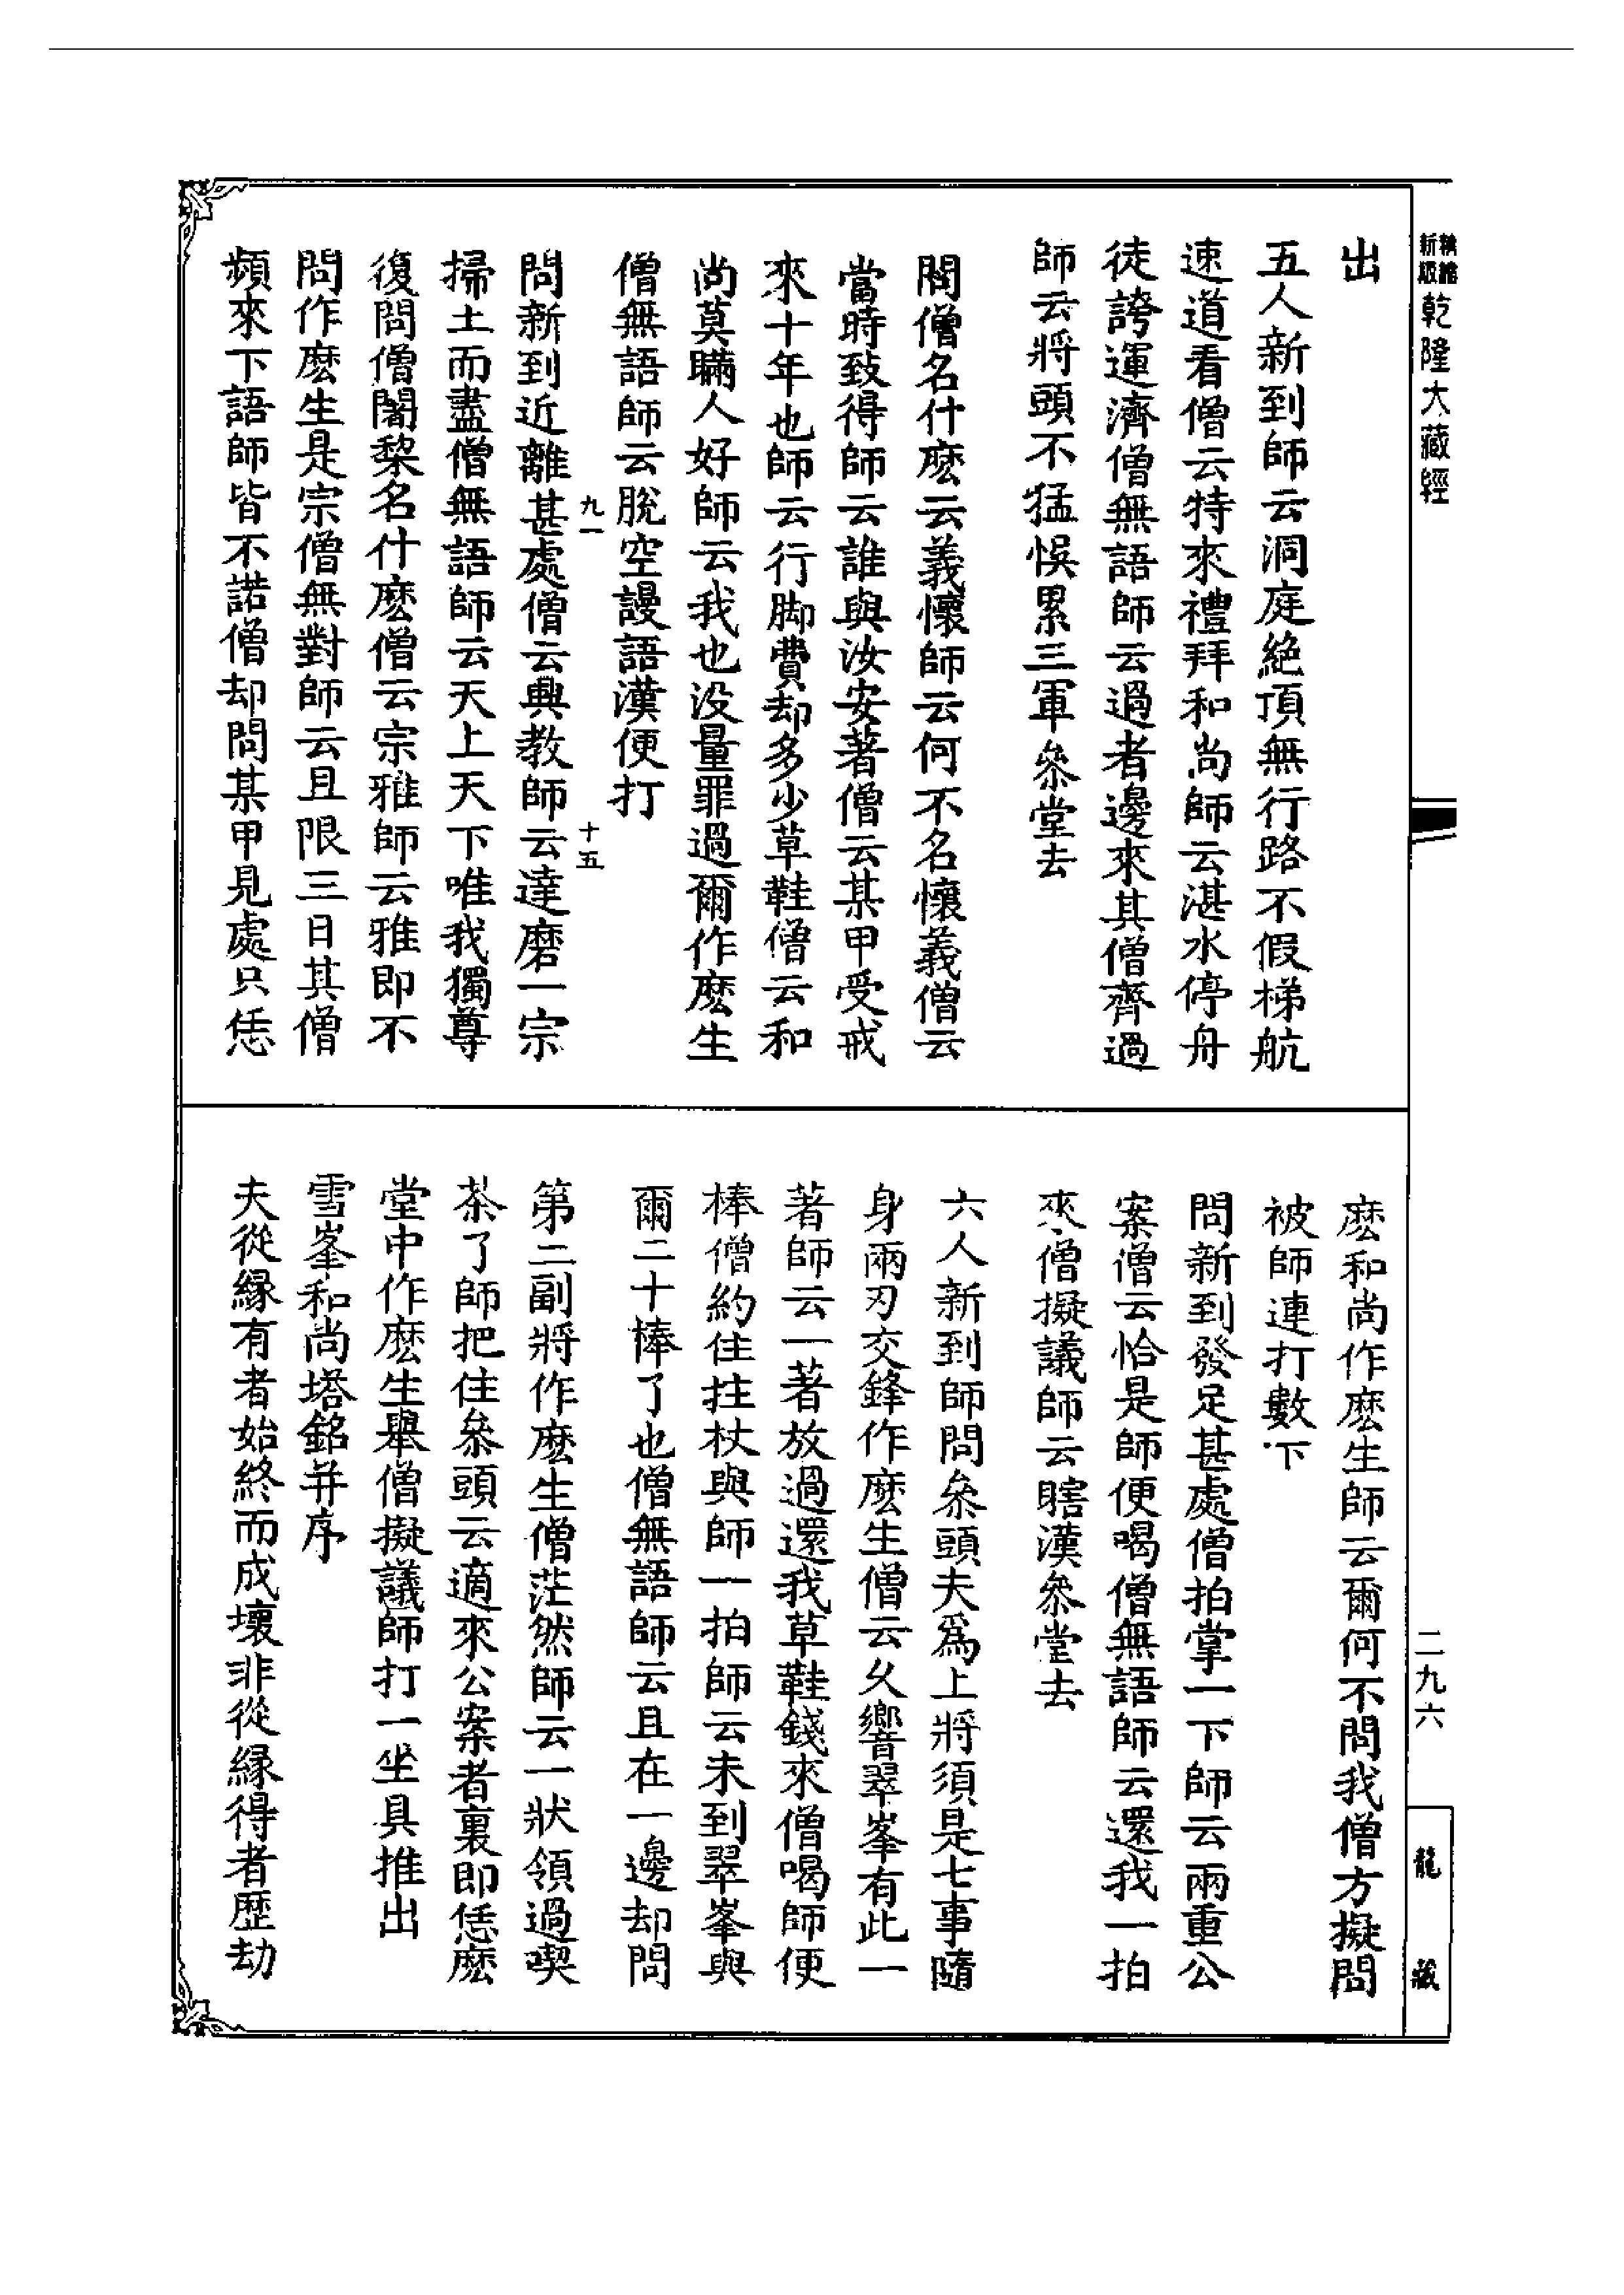 乾隆大藏經
出
五人新到師云洞庭絶頂無行路不假梯航
速道看僧云特來禮拜和尚師云湛水停舟
徒誇運濟僧無語師云過者邊來其僧齊過
師云將頭不猛悞累三軍叅堂去
問僧名什麽云義懷師云何不名懷義僧云
當時致得師云誰與汝安著僧云某甲受戒
來十年也師云行脚費却多少草鞋僧云和
尚莫瞞人好師云我也没量罪過爾作麽生
僧無語師云脫空謾語漢便打
九一
十五
問新到近離甚處僧云興教師云達磨一宗
掃土而盡僧無語師云天上天下唯我獨尊
復問僧闍棃名什麽僧云宗雅師云雅即不
問作麽生是宗僧無對師云且限三日其僧
頻來下語師皆不諾僧却問某甲見處只恁
麽和尚作麽生師云爾何不問我僧方擬問
被師連打數下
問新到發足甚處僧拍掌一下師云兩重公
案僧云恰是師便喝僧無語師云還我一拍
來僧擬議師云瞎漢叅堂去
六人新到師問叅頭夫爲上將須是七事隨
身兩刃交鋒作麽生僧云乆響翠峯有此一
著師云一著放過還我草鞋錢來僧喝師便
棒僧約住拄杖與師一拍師云未到翠峯與
爾二十棒了也僧無語師云且在一邊却問
第二副將作麽生僧茫然師云一狀領過喫
茶了師把住叅頭云適來公案者裏即恁麽
堂中作麽生舉僧擬議師打一坐具推出
雪峯和尚塔銘并序
夫從縁有者始終而成壞非從縁得者歴劫
二九六
龍藏